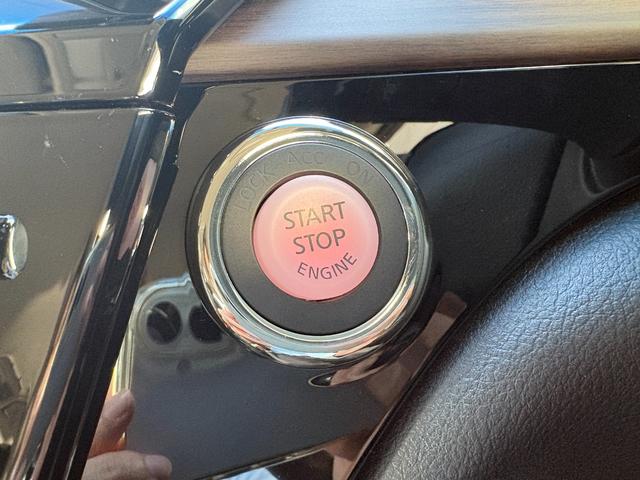 LOCK ACC ON
START
STOP
ENGINE